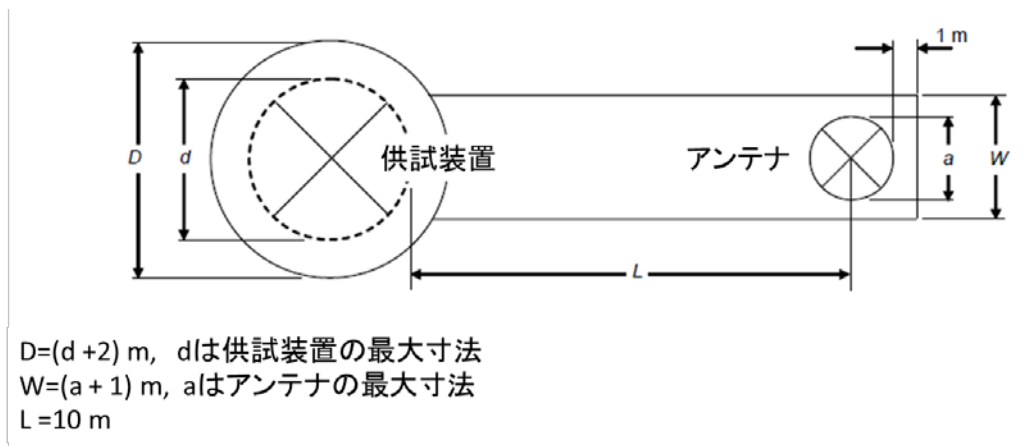 1 m
D
d
供試装置
アンテナ
a
W
L
D=(d +2) m, dは供試装置の最大寸法
W=(a + 1) m, aはアンテナの最大寸法
L =10 m